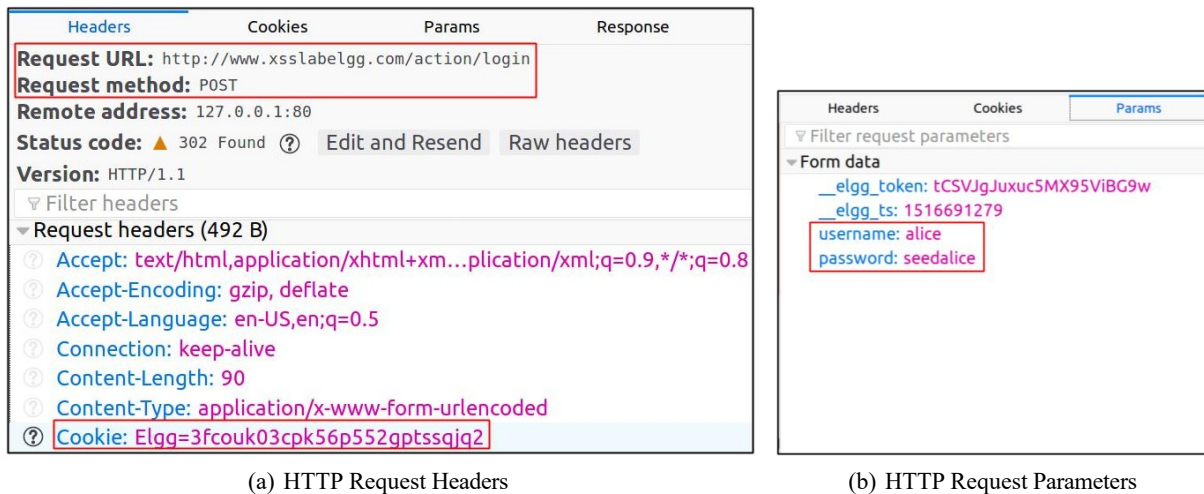 Headers Cookies Params Response
Request URL: http://www.xsslabelgg.com/action/login
Request method: POST
Remote address: 127.0.0.1:80
Status code: 302 Found ? Edit and Resend Raw headers
Version: HTTP/1.1
Filter headers
Request headers (492 B)
? Accept: text/html,application/xhtml+xm…plication/xml;q=0.9,*/*;q=0.8
? Accept-Encoding: gzip, deflate
? Accept-Language: en-US,en;q=0.5
? Connection: keep-alive
? Content-Length: 90
? Content-Type: application/x-www-form-urlencoded
? Cookie: Elgg=3fcouk03cpk56p552gptssqjq2
(a) HTTP Request Headers
Headers Cookies Params
Filter request parameters
Form data
__elgg_token: tCSVJgJuxuc5MX95ViBG9w
__elgg_ts: 1516691279
username: alice
password: seedalice
(b) HTTP Request Parameters